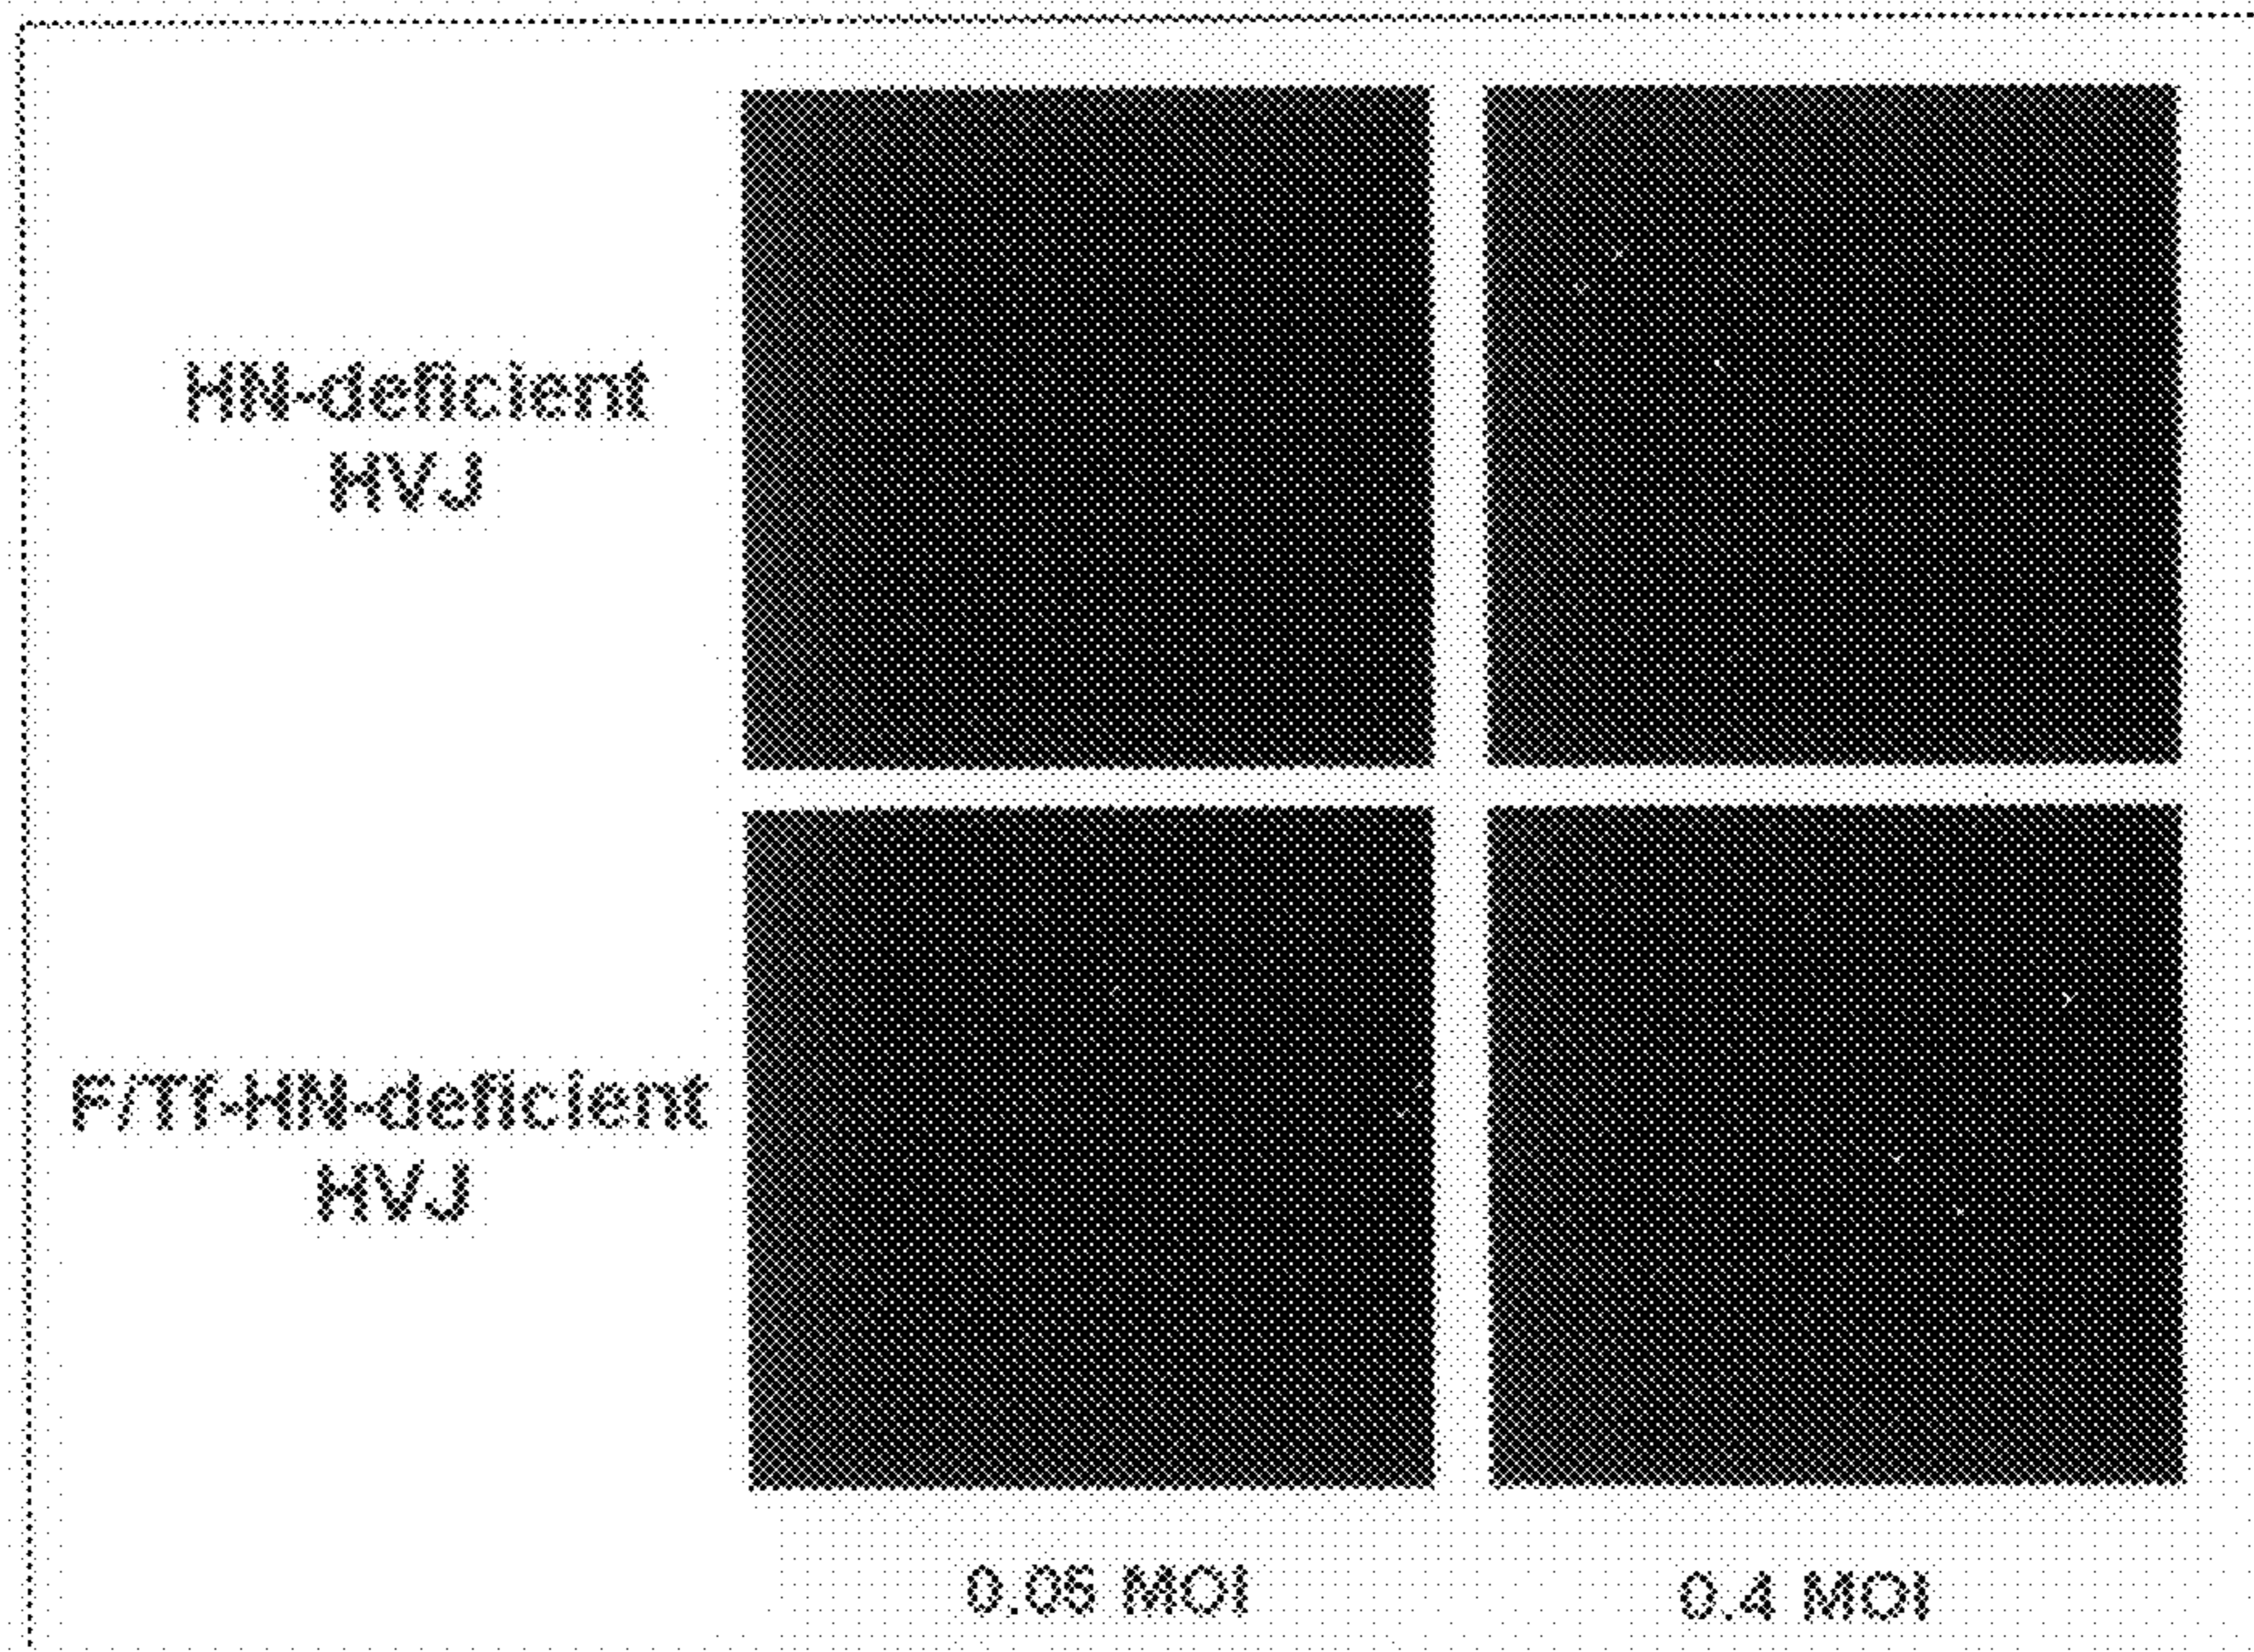 HN-deficient
HVJ
F/Tf-HN-deficient
HVJ
0.05 MOI
0.4 MOI